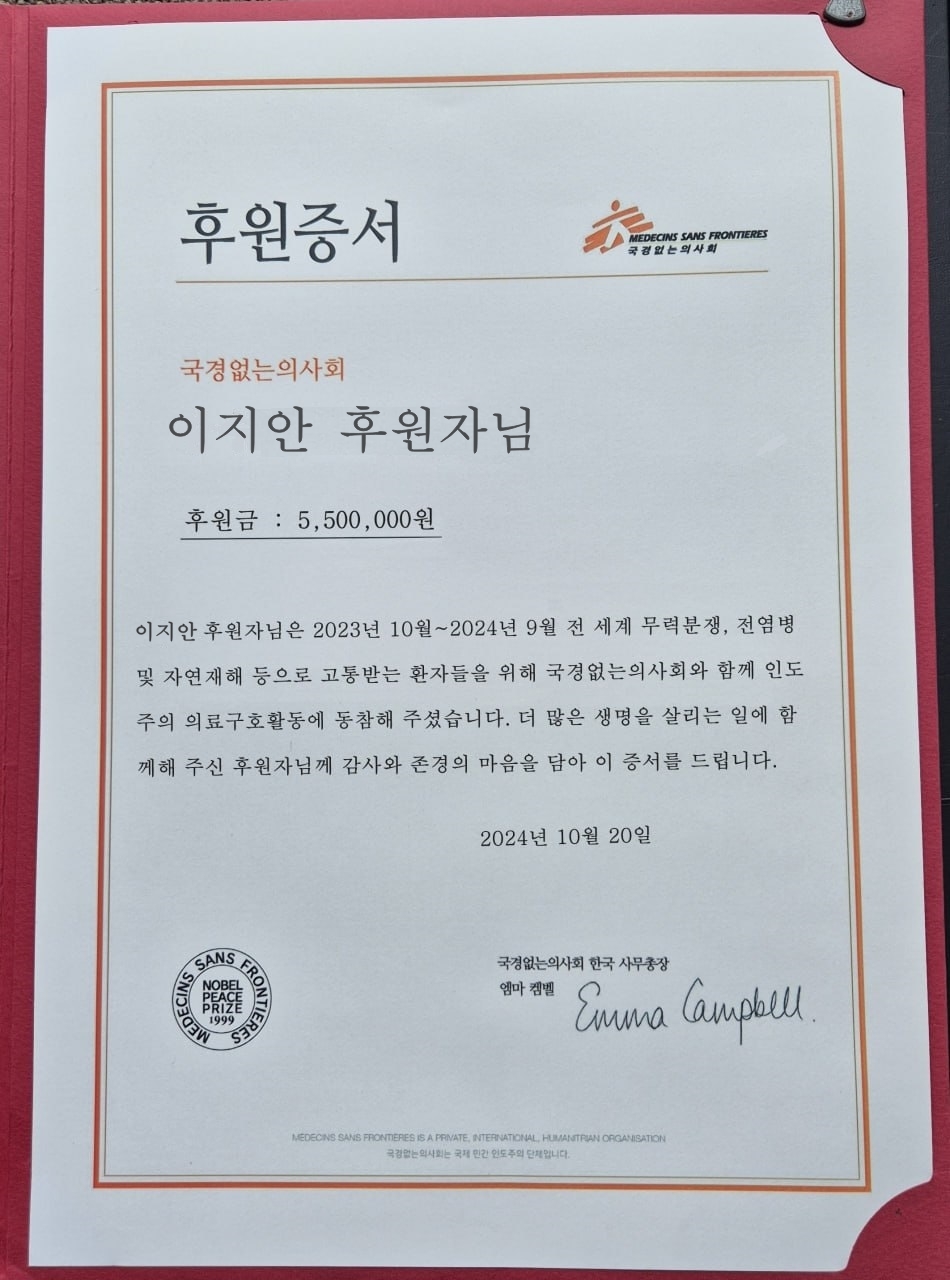 후원증서
MEDECINS SANS FRONTIERES
국경없는의사회
국경없는의사회
이지안 후원자님
후원금 : 5,500,000원
이지안 후원자님은 2023년 10월~2024년 9월 전 세계 무력분쟁, 전염병
및 자연재해 등으로 고통받는 환자들을 위해 국경없는의사회와 함께 인도
주의 의료구호활동에 동참해 주셨습니다. 더 많은 생명을 살리는 일에 함
께해 주신 후원자님께 감사와 존경의 마음을 담아 이 증서를 드립니다.
2024년 10월 20일
MEDECINS SANS FRONTIERES
NOBEL
PEACE
PRIZE
1999
국경없는의사회 한국 사무총장
엠마 켐벨 Emma Campbell.
MÉDECINS SANS FRONTIÈRES IS A PRIVATE, INTERNATIONAL, HUMANITRIAN ORGANISATION
국경없는의사회는 국제 민간 인도주의 단체입니다.